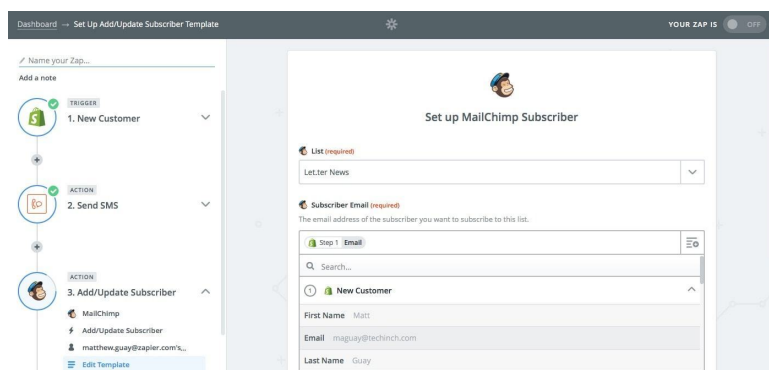 Dashboard → Set Up Add/Update Subscriber Template
YOUR ZAP IS OFF
Name your Zap...
Add a note
TRIGGER
1. New Customer
ACTION
2. Send SMS
ACTION
3. Add/Update Subscriber
MailChimp
Add/Update Subscriber
matthew.guay@zapier.com's...
Edit Template
Set up MailChimp Subscriber
List (required)
Let.ter News
Subscriber Email (required)
The email address of the subscriber you want to subscribe to this list.
Step 1 Email
Search...
1 New Customer
First Name Matt
Email maguay@techinch.com
Last Name Guay